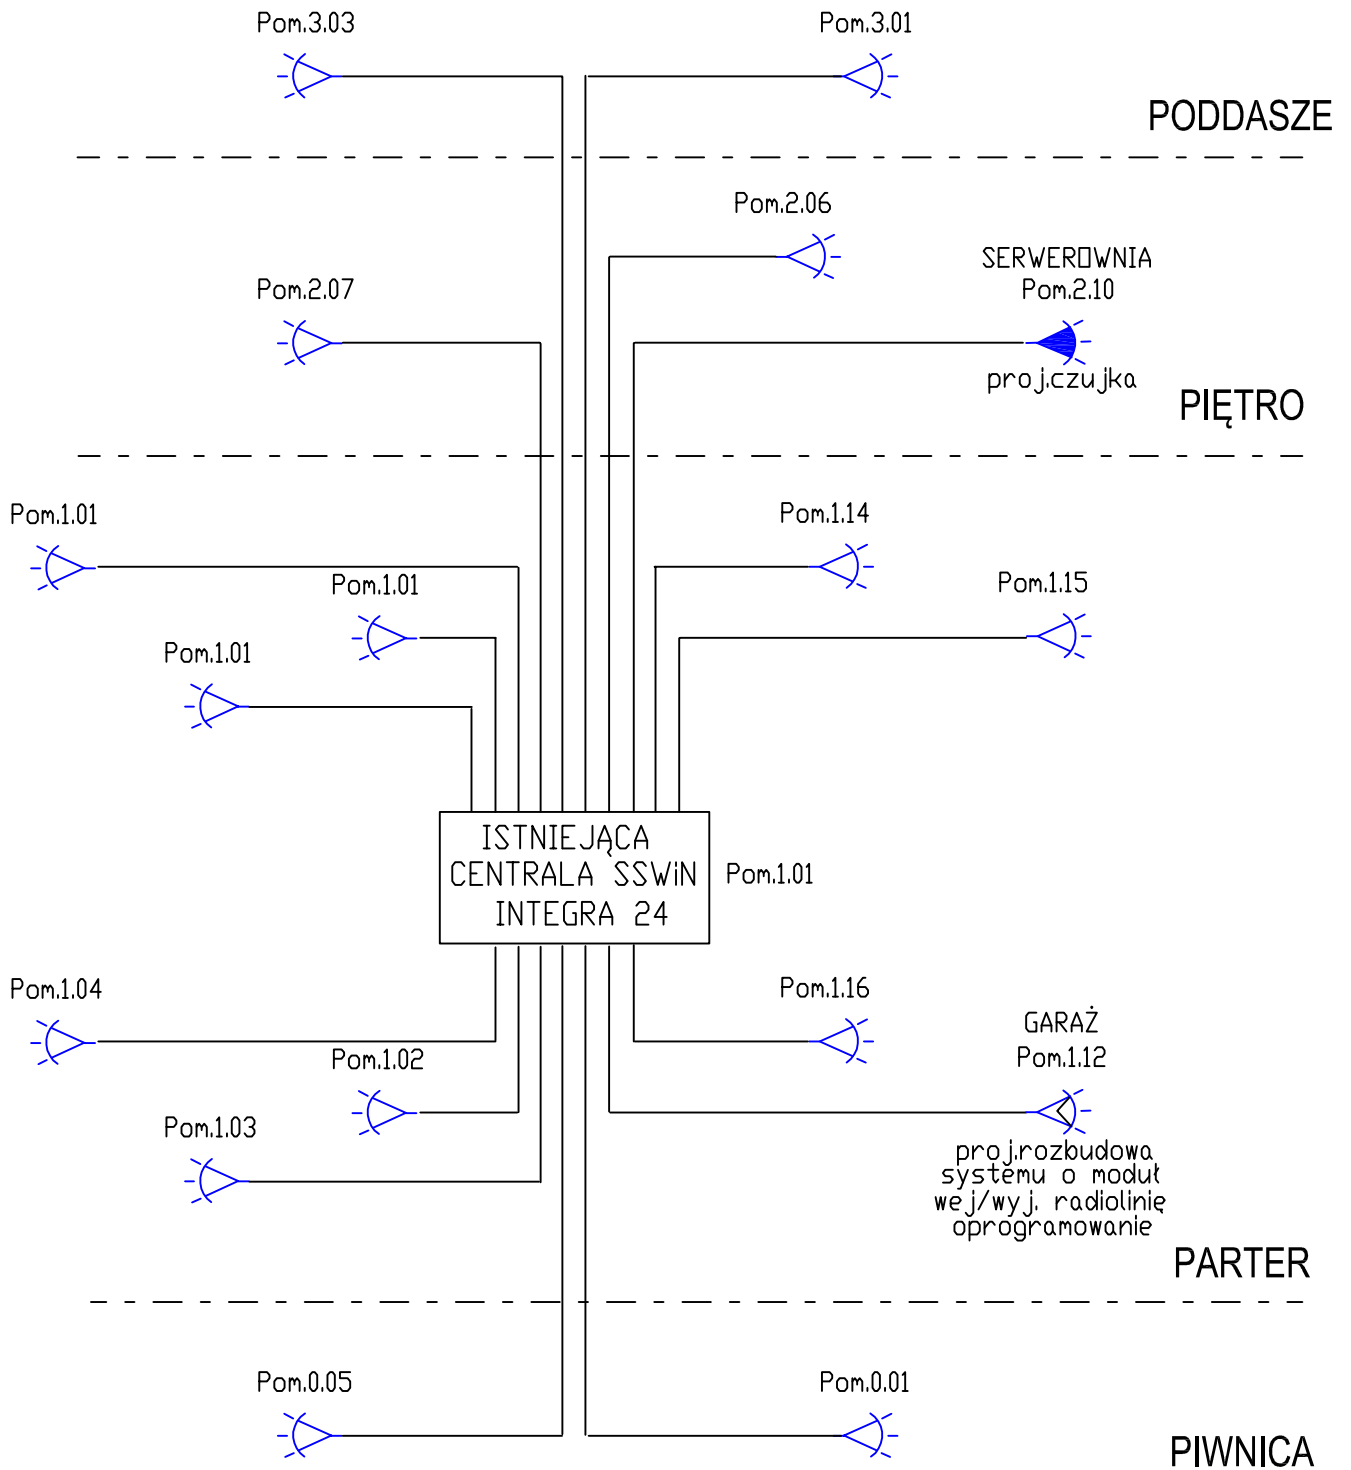 Pom.3.03
Pom.3.01
PODDASZE
Pom.2.06
SERWEROWNIA
Pom.2.10
Pom.2.07
proj.czujka
PIĘTRO
Pom.1.01
Pom.1.14
Pom.1.01
Pom.1.15
Pom.1.01
ISTNIEJĄCA
CENTRALA SSWiN
INTEGRA 24
Pom.1.01
Pom.1.04
Pom.1.16
GARAŻ
Pom.1.12
Pom.1.02
Pom.1.03
proj.rozbudowa
systemu o moduł
wej/wyj. radiolinię
oprogramowanie
PARTER
Pom.0.05
Pom.0.01
PIWNICA